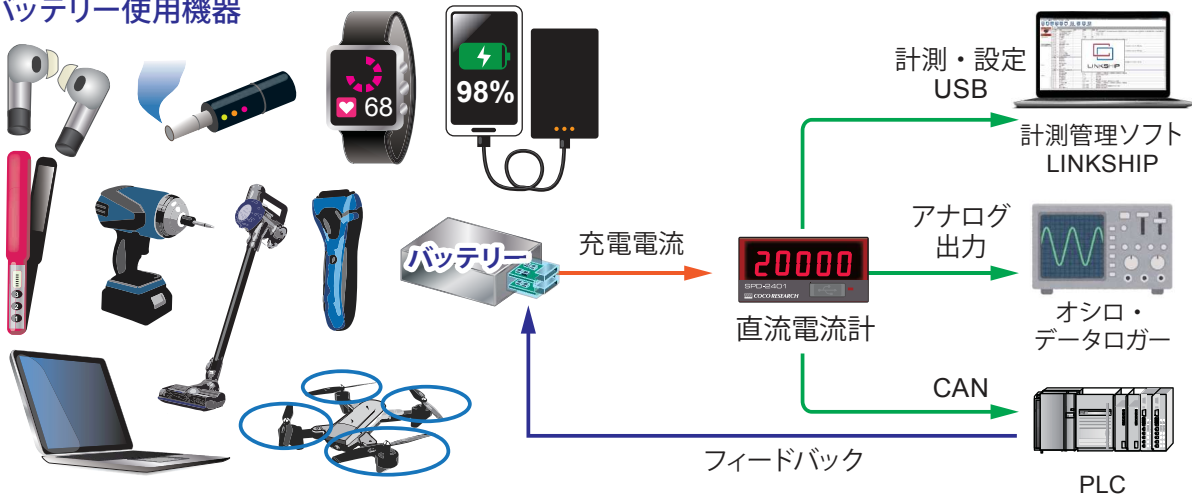 バッテリー使用機器
68
98%
バッテリー
充電電流
20000
SPD-2401
COCO RESEARCH
直流電流計
計測・設定
USB
LINKSHIP
計測管理ソフト
LINKSHIP
アナログ
出力
オシロ・
データロガー
CAN
フィードバック
PLC